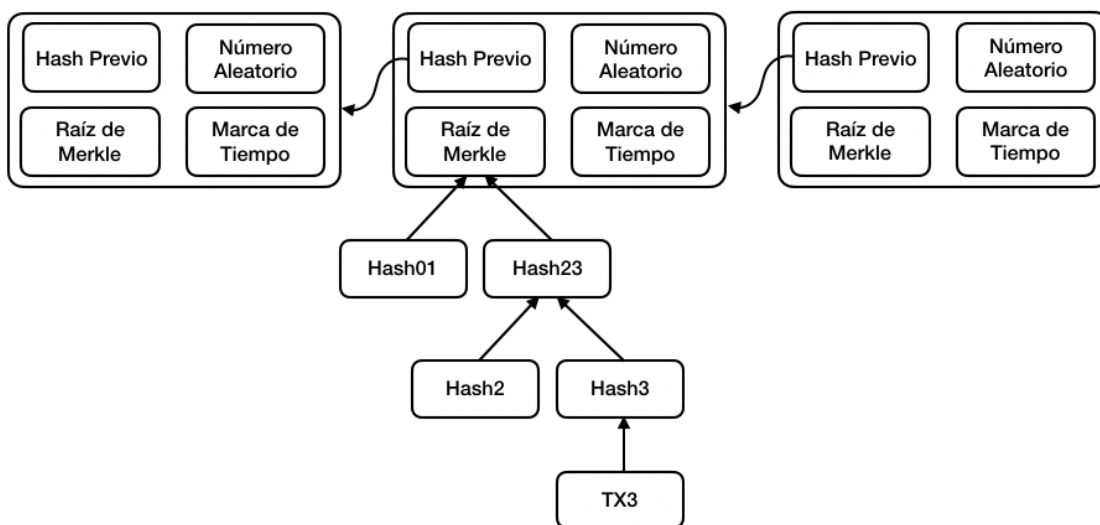 Hash Previo
Número
Aleatorio
Raíz de
Merkle
Marca de
Tiempo
Hash Previo
Número
Aleatorio
Raíz de
Merkle
Marca de
Tiempo
Hash Previo
Número
Aleatorio
Raíz de
Merkle
Marca de
Tiempo
Hash01
Hash23
Hash2
Hash3
TX3